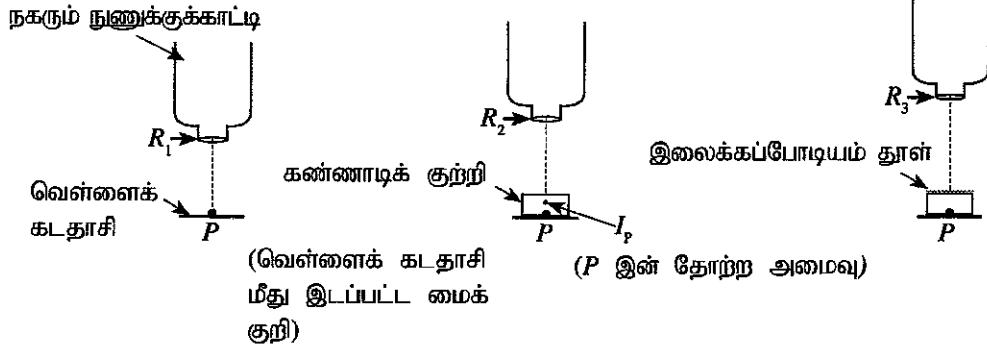 நகரும் நுணுக்குக்காட்டி
R₁
R₂
R₃
இலைக்கப்போடியம் தூள்
கண்ணாடிக் குற்றி
வெள்ளைக்
கடதாசி
P
P
Iₚ
P
(வெள்ளைக் கடதாசி
மீது இடப்பட்ட மைக்
குறி)
(P இன் தோற்ற அமைவு)